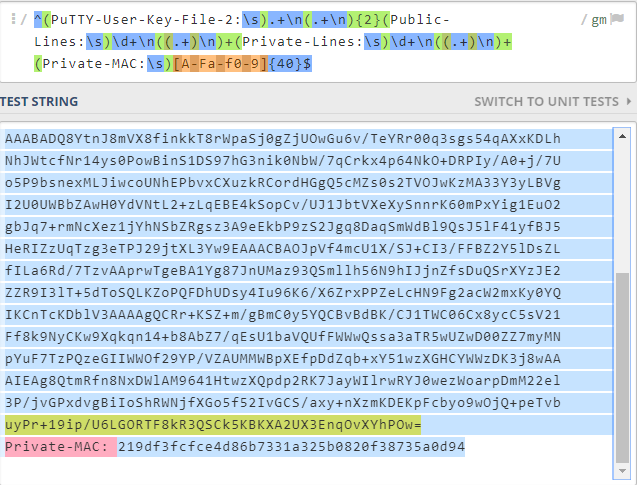 ^(PuTTY-User-Key-File-2:\s).+\n(.+\n){2}(Public-
/ gm
Lines:\s)\d+\n((.+)\n)+(Private-Lines:\s)\d+\n((.+)\n)+
(Private-MAC:\s)[A-Fa-f0-9]{40}$
TEST STRING
SWITCH TO UNIT TESTS
AAABADQ8YtnJ8mVX8finkkT8rWpaSj0gZjUOwGu6v/TeYRr00q3sgs54qAXxKDLh
NhJWtcfNr14ys0PowBinS1DS97hG3nik0NbW/7qCrkx4p64NkO+DRPIy/A0+j/7U
o5P9bsnexMLJiwcoUNhEPbvxCXuzkRCordHGgQ5cMZs0s2TVOJwKzMA33Y3yLBVg
I2U0UWBbZAwH0YdVNtL2+zLqEBE4kSopCv/UJ1JbtVXeXySnnrK60mPxYig1EuO2
gbJq7+rmNcXez1jYhNSbZRgsz3A9eEkbP9zS2Jgq8DaqSmWdBl9QsJ5lF41yfBJ5
HeRIZzUqTzg3eTPJ29jtXL3Yw9EAAACBAOJpVf4mcU1X/SJ+CI3/FFBZ2Y5lDsZL
fILa6Rd/7TzvAAprwTgeBA1Yg87JnUMaz93QSmllh56N9hIJjnZfsDuQSrXYzJE2
ZZR9I3lT+5dToSQLKZoPQFDhUDsy4Iu96K6/X6ZrxPPZeLcHN9Fg2acW2mxKy0YQ
IKCnTcKDblV3AAAAgQCRr+KSZ+m/gBmC0y5YQCBvBdBK/CJ1TWC06Cx8ycC5sV21
Ff8k9NyCKw9Xqkqn14+b8AbZ7/qEsU1baVQUfFWWwQssa3aTR5wUZwD00ZZ7myMN
pYuF7TzPQzeGIIWWOf29YP/VZAUMMWBpXEfpDdZqb+xY51wzXGHCYWWzDK3j8wAA
AIEAg8QtmRfn8NxDWlAM9641HtwzXQpdp2RK7JayWIlrwRYJ0wezWoarpDmM22el
3P/jvGPxdvgBiIoShRWNjfXGo5f52IvGCS/axy+nXzmKDEKpFcbyo9wOjQ+peTvb
uyPr+19ip/U6LGORTF8kR3QSCk5KBKXA2UX3EnqOvXYhPOw=
Private-MAC: 219df3fcfce4d86b7331a325b0820f38735a0d94